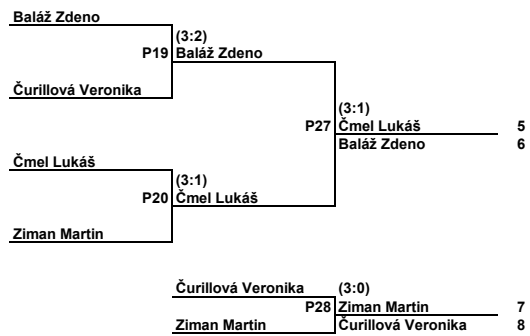 Baláž Zdeno
(3:2)
P19 Baláž Zdeno
Čurillová Veronika
(3:1)
P27 Čmel Lukáš 5
Baláž Zdeno 6
Čmel Lukáš
(3:1)
P20 Čmel Lukáš
Ziman Martin
Čurillová Veronika (3:0)
P28 Ziman Martin 7
Ziman Martin Čurillová Veronika 8